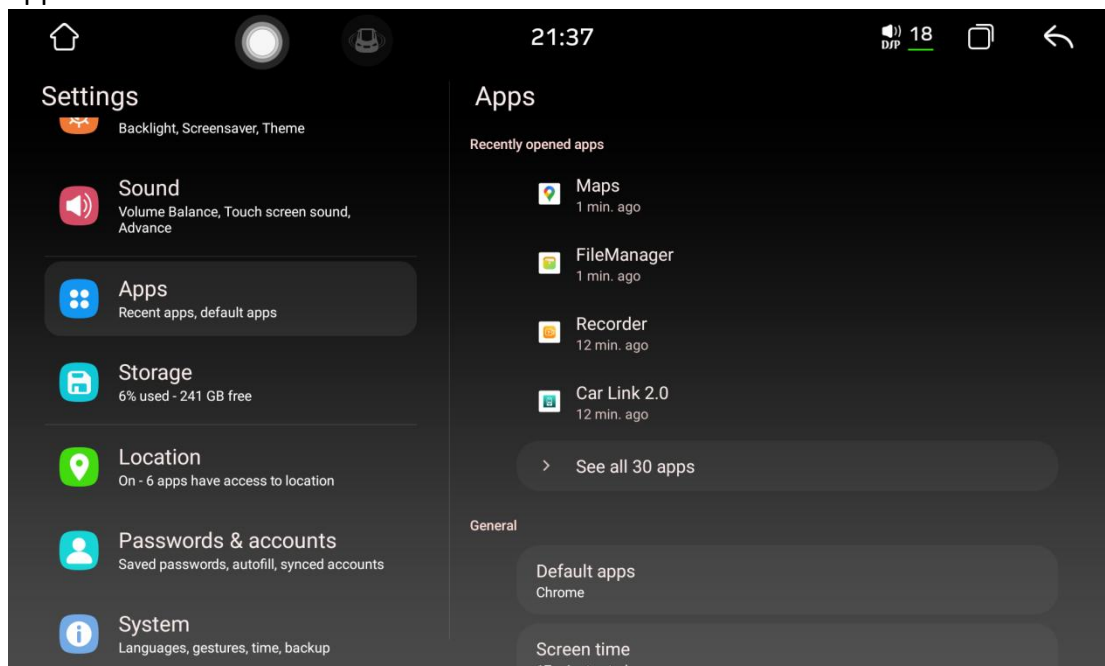 21:37
DSP 18
Settings
Backlight, Screensaver, Theme
Sound
Volume Balance, Touch screen sound,
Advance
Apps
Recent apps, default apps
Storage
6% used - 241 GB free
Location
On - 6 apps have access to location
Passwords & accounts
Saved passwords, autofill, synced accounts
System
Languages, gestures, time, backup
Apps
Recently opened apps
Maps
1 min. ago
FileManager
1 min. ago
Recorder
12 min. ago
Car Link 2.0
12 min. ago
See all 30 apps
General
Default apps
Chrome
Screen time